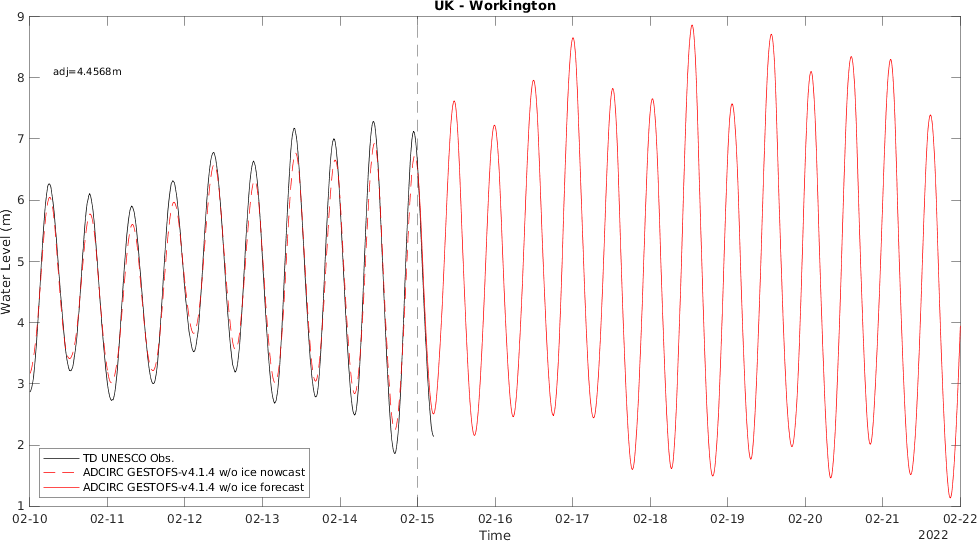 UK - Workington
9
8
7
6
5
4
3
2
1
Water Level (m)
adj=4.4568m
TD UNESCO Obs.
ADCIRC GESTOFS-v4.1.4 w/o ice nowcast
ADCIRC GESTOFS-v4.1.4 w/o ice forecast
02-10 02-11 02-12 02-13 02-14 02-15 02-16 02-17 02-18 02-19 02-20 02-21 02-22
Time
2022